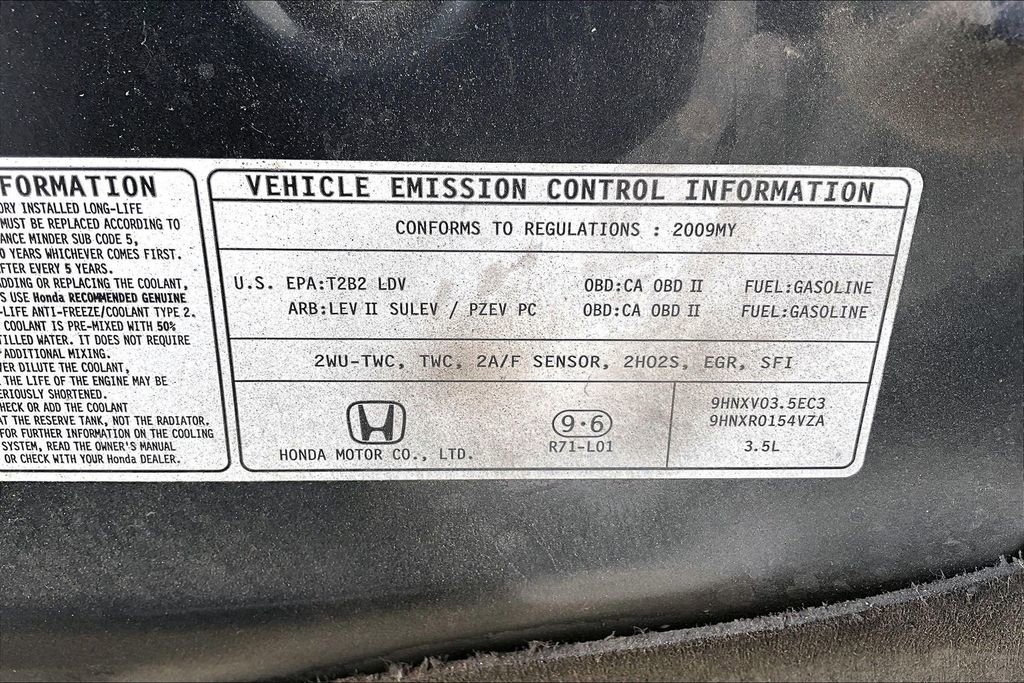 FORMATION
ORY INSTALLED LONG-LIFE
MUST BE REPLACED ACCORDING TO
ANCE MINDER SUB CODE 5,
0 YEARS WHICHEVER COMES FIRST.
FTER EVERY 5 YEARS.
ADDING OR REPLACING THE COOLANT,
S USE Honda RECOMMENDED GENUINE
-LIFE ANTI-FREEZE/COOLANT TYPE 2.
COOLANT IS PRE-MIXED WITH 50%
TILLED WATER. IT DOES NOT REQUIRE
ADDITIONAL MIXING.
VER DILUTE THE COOLANT,
THE LIFE OF THE ENGINE MAY BE
ERIOUSLY SHORTENED.
HECK OR ADD THE COOLANT
AT THE RESERVE TANK, NOT THE RADIATOR.
FOR FURTHER INFORMATION ON THE COOLING
SYSTEM, READ THE OWNER'S MANUAL
OR CHECK WITH YOUR Honda DEALER.
VEHICLE EMISSION CONTROL INFORMATION
CONFORMS TO REGULATIONS : 2009MY
U.S. EPA:T2B2 LDV OBD:CA OBD II FUEL:GASOLINE
ARB:LEV II SULEV / PZEV PC OBD:CA OBD II FUEL:GASOLINE
2WU-TWC, TWC, 2A/F SENSOR, 2HO2S, EGR, SFI
HONDA MOTOR CO., LTD.
9·6
R71-L01
9HNXV03.5EC3
9HNXR0154VZA
3.5L